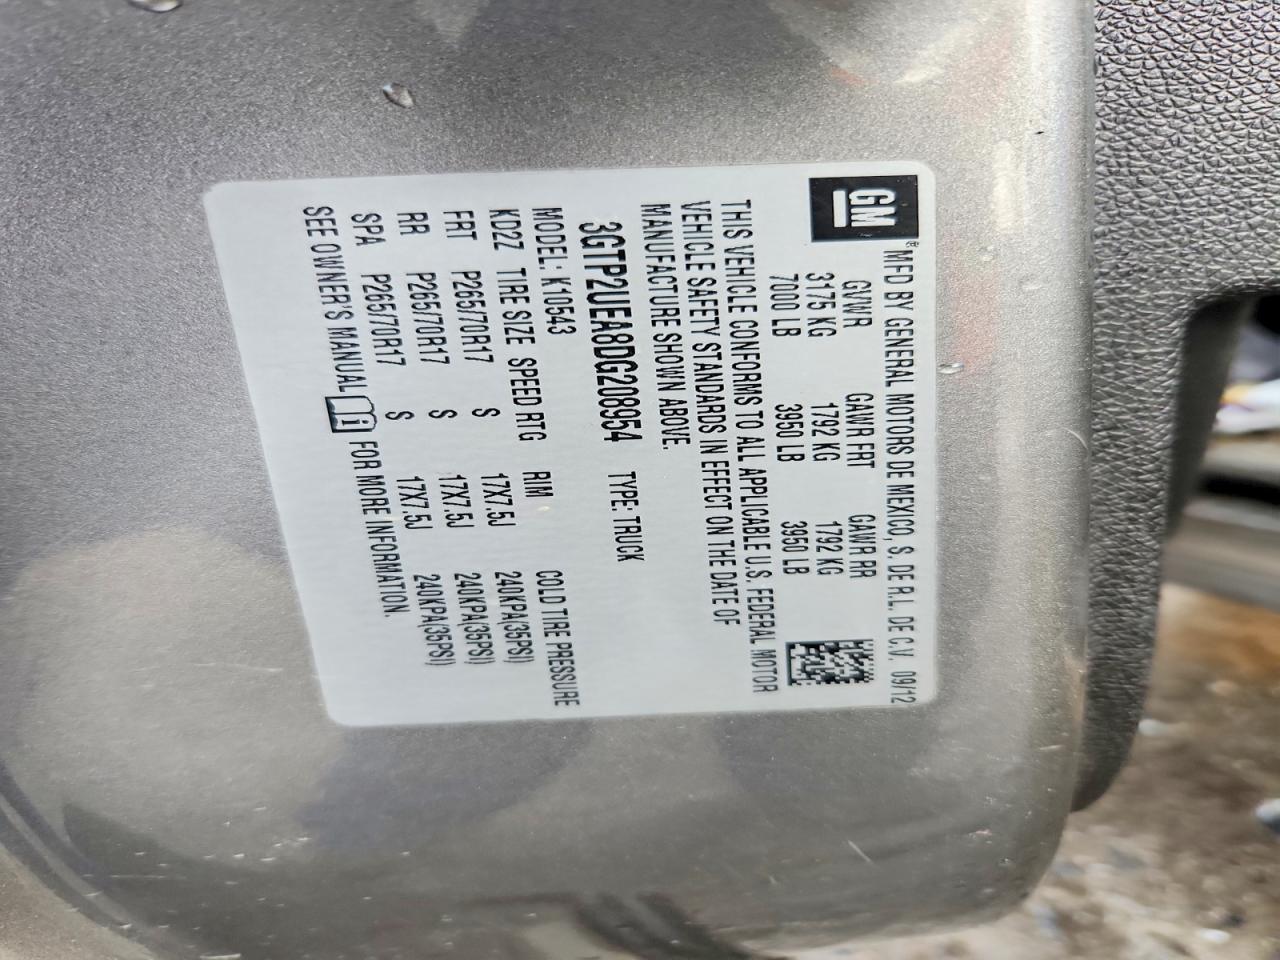 GM
MFD BY GENERAL MOTORS DE MEXICO, S. DE R.L. DE C.V. 09/12
GVWR GAWR FRT GAWR RR
3175 KG 1792 KG 1792 KG
7000 LB 3950 LB 3950 LB
THIS VEHICLE CONFORMS TO ALL APPLICABLE U.S. FEDERAL MOTOR
VEHICLE SAFETY STANDARDS IN EFFECT ON THE DATE OF
MANUFACTURE SHOWN ABOVE.
3GTP2UEA8DG208954 TYPE: TRUCK
MODEL: K10543
KD2Z TIRE SIZE SPEED RTG RIM COLD TIRE PRESSURE
FRT P265/70R17 S 17X7.5J 240KPA(35PSI)
RR P265/70R17 S 17X7.5J 240KPA(35PSI)
SPA P265/70R17 S 17X7.5J 240KPA(35PSI)
SEE OWNER'S MANUAL FOR MORE INFORMATION.